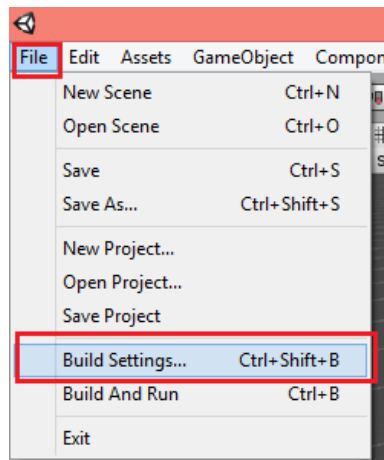 File Edit Assets GameObject Compon
New Scene Ctrl+N
Open Scene Ctrl+O
Save Ctrl+S
Save As... Ctrl+Shift+S
New Project...
Open Project...
Save Project
Build Settings... Ctrl+Shift+B
Build And Run Ctrl+B
Exit